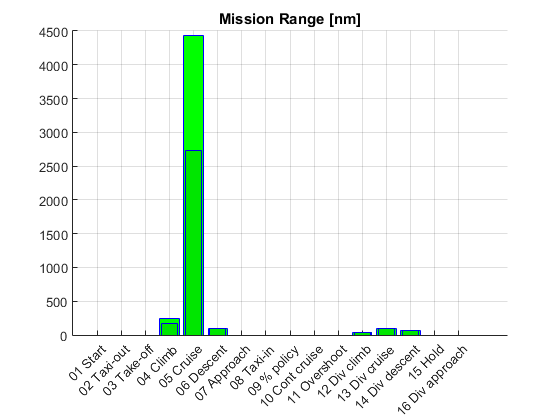 Mission Range [nm]
4500
4000
3500
3000
2500
2000
1500
1000
500
0
01 Start
02 Taxi-out
03 Take-off
04 Climb
05 Cruise
06 Descent
07 Approach
08 Taxi-in
09 % policy
10 Cont cruise
11 Overshoot
12 Div climb
13 Div cruise
14 Div descent
15 Hold
16 Div approach